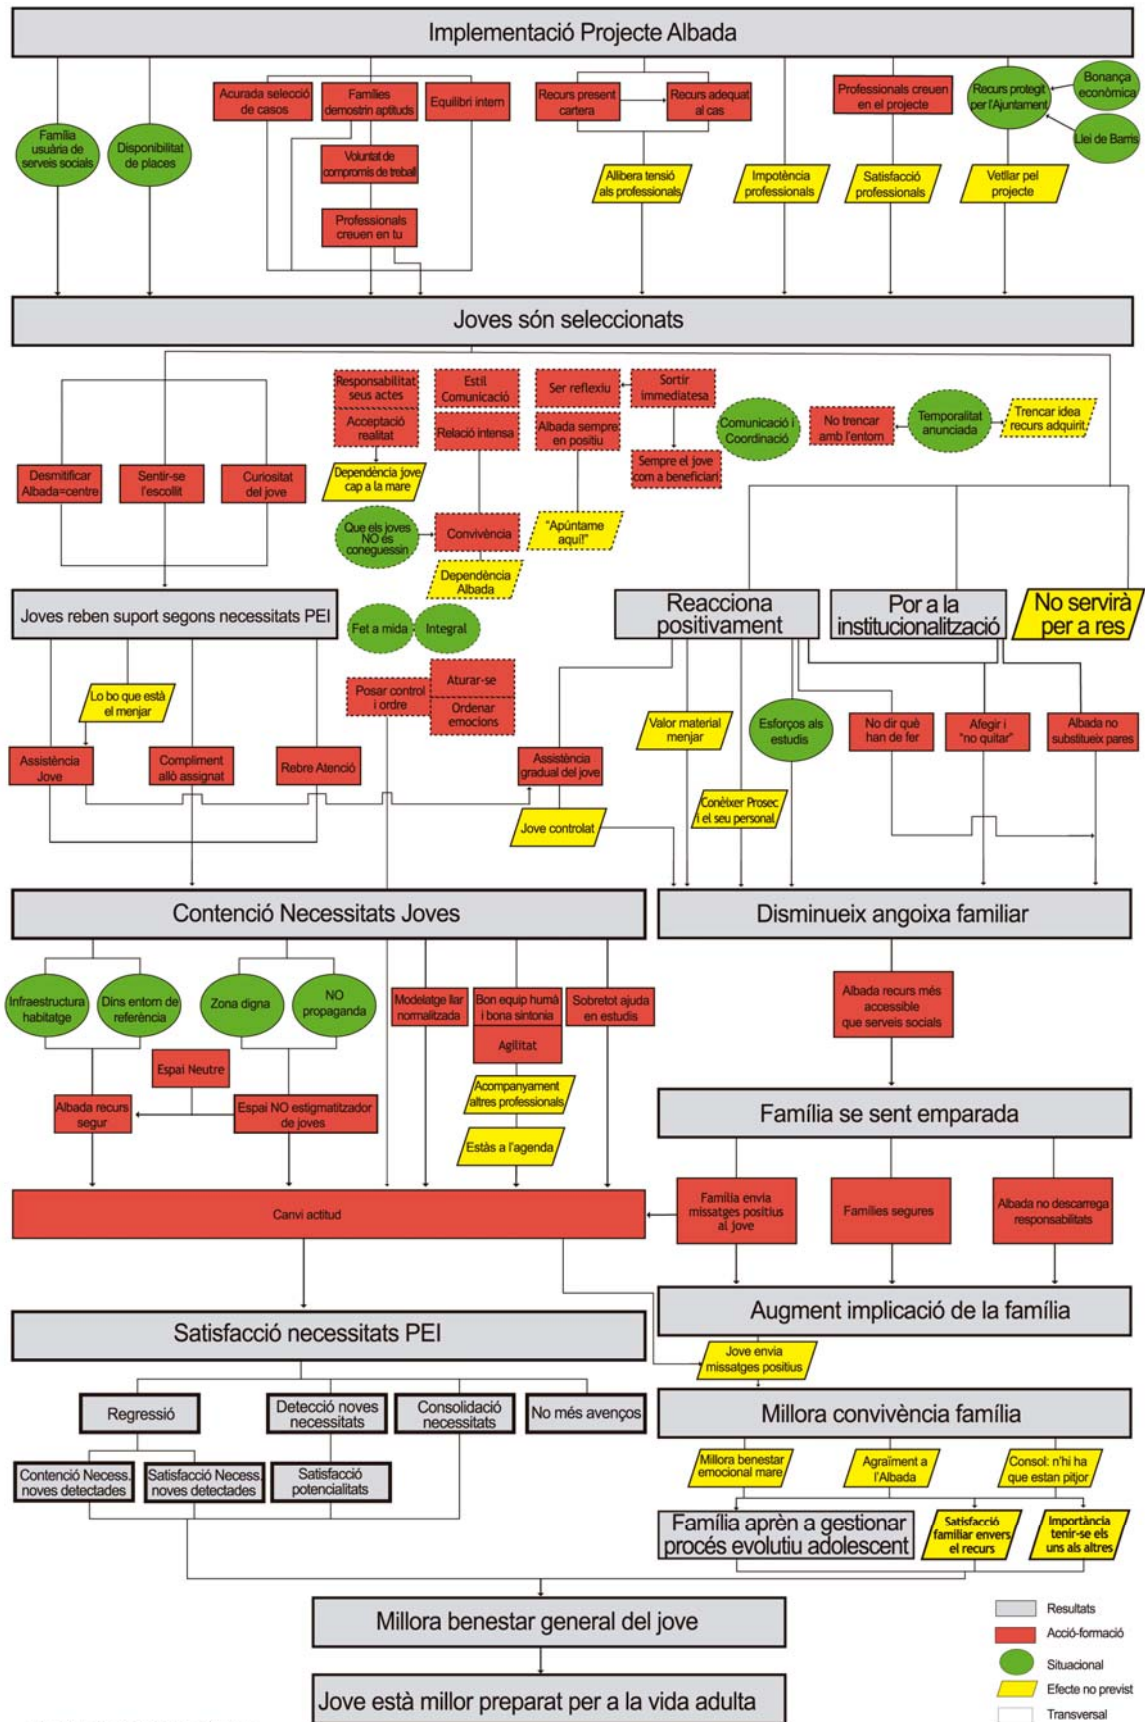 Implementació Projecte Albada
Acurada selecció
de casos
Famílies
demostrin aptituds
Equilibri intern
Recurs present
cartera
Recurs adequat
al cas
Professionals creuen
en el projecte
Recurs protegit
per l'Ajuntament
Bonança
econòmica
Llei de Barris
Família
usuària de
serveis socials
Disponibilitat
de places
Voluntat de
compromis de treball
Professionals
creuen en tu
Allibera tensió
als professionals
Impotència
professionals
Satisfacció
professionals
Vetllar pel
projecte
Joves són seleccionats
Responsabilitat
seus actes
Acceptació
realitat
Dependència jove
cap a la mare
Estil
Comunicació
Relació intensa
Ser reflexiu
Albada sempre
en positiu
Sortir
immediatesa
Sempre el jove
com a beneficiari
Comunicació i
Coordinació
No trencar
amb l'entorn
Temporalitat
anunciada
Trencar idea
recurs adquirit
Desmitificar
Albada=centre
Sentir-se
l'escollit
Curiositat
del jove
Que els joves
NO es
coneguessin
Convivència
"Apúntame
aquí!"
Dependència
Albada
Joves reben suport segons necessitats PEI
Fet a mida
Integral
Reacciona
positivament
Por a la
institucionalització
No servirà
per a res
Lo bo que està
el menjar
Posar control
i ordre
Aturar-se
Ordenar
emocions
Valor material
menjar
Esforços als
estudis
No dir què
han de fer
Afegir i
"no quitar"
Albada no
substitueix pares
Assistència
Jove
Compliment
allò assignat
Rebre Atenció
Assistència
gradual del jove
Conèixer Prosec
i el seu personal
Jove controlat
Contenció Necessitats Joves
Disminueix angoixa familiar
Infraestructura
habitatge
Dins entorn de
referència
Zona digna
NO
propaganda
Modelatge llar
normalitzada
Bon equip humà
i bona sintonia
Agilitat
Sobretot ajuda
en estudis
Albada recurs més
accessible
que serveis socials
Espai Neutre
Acompanyament
altres professionals
Albada recurs
segur
Espai NO estigmatitzador
de joves
Estàs a l'agenda
Família se sent emparada
Canvi actitud
Família envia
missatges positius
al jove
Famílies segures
Albada no descarrega
responsabilitats
Augment implicació de la família
Satisfacció necessitats PEI
Jove envia
missatges positius
Regressió
Detecció noves
necessitats
Consolidació
necessitats
No més avenços
Millora convivència família
Contenció Necess.
noves detectades
Satisfacció Necess.
noves detectades
Satisfacció
potencialitats
Millora benestar
emocional mare
Agraïment a
l'Albada
Consol: n'hi ha
que estan pitjor
Família aprèn a gestionar
procés evolutiu adolescent
Satisfacció
familiar envers
el recurs
Importància
tenir-se els
uns als altres
Millora benestar general del jove
Jove està millor preparat per a la vida adulta
Resultats
Acció-formació
Situacional
Efecte no previst
Transversal